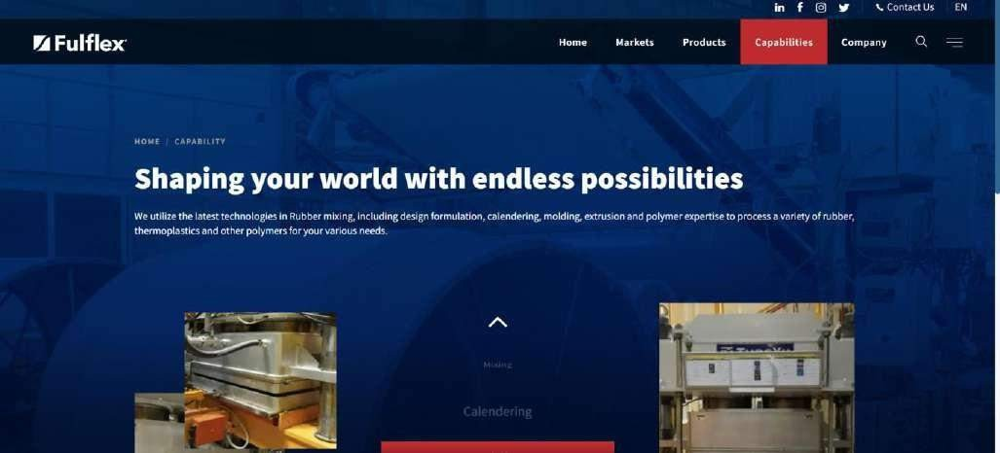 Contact Us EN
Fulflex
Home Markets Products Capabilities Company
HOME | CAPABILITY
Shaping your world with endless possibilities
We utilize the latest technologies in Rubber mixing, including design formulation, calendering, molding, extrusion and polymer expertise to process a variety of rubber,
thermoplastics and other polymers for your various needs.
Mixing
Calendering